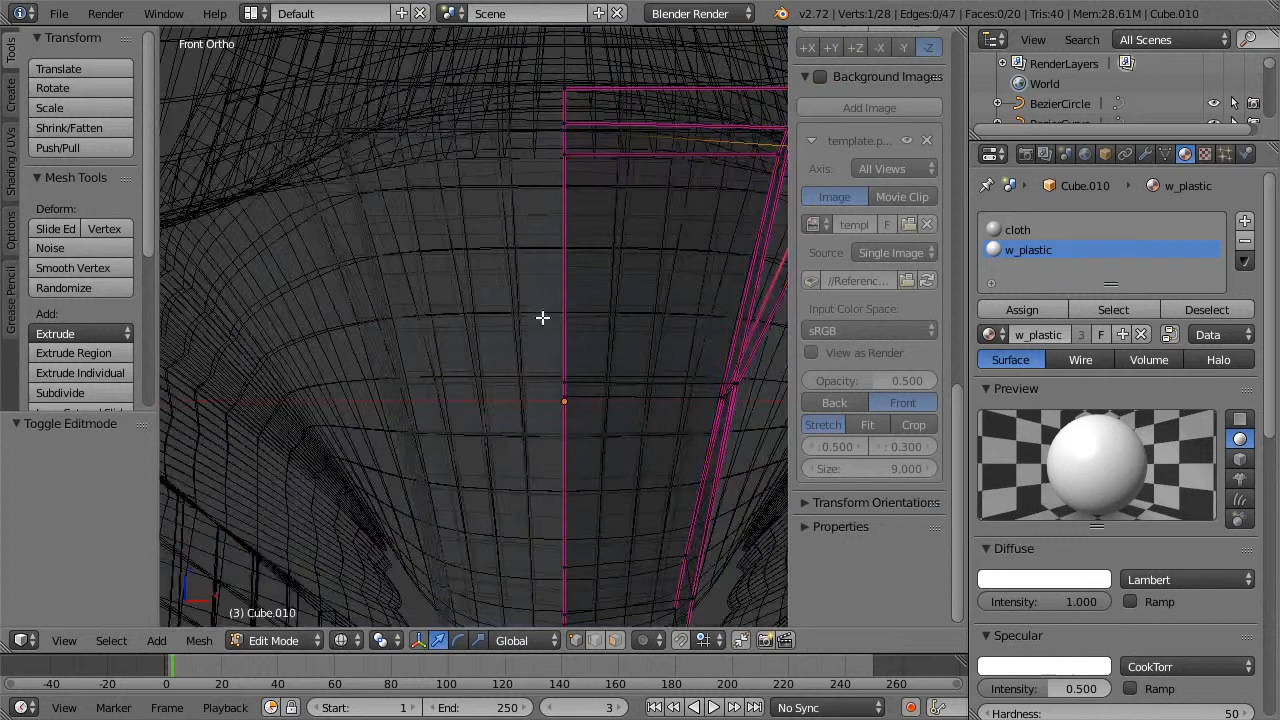 File Render Window Help Default Scene Blender Render v2.72 | Verts:1/28 | Edges:0/47 | Faces:0/20 | Tris:40 | Mem:28.61M | Cube.010
Tools
Create
Shading / UVs
Options
Grease Pencil
Transform
Translate
Rotate
Scale
Shrink/Fatten
Push/Pull
Mesh Tools
Deform:
Slide Ed Vertex
Noise
Smooth Vertex
Randomize
Add:
Extrude
Extrude Region
Extrude Individual
Subdivide
Toggle Editmode
Front Ortho
(3) Cube.010
+X +Y +Z -X -Y -Z
Background Images
Add Image
template.p...
Axis: All Views
Image Movie Clip
templ F
Source Single Image
//Referenc...
Input Color Space:
sRGB
View as Render
Opacity: 0.500
Back Front
Stretch Fit Crop
: 0.500 : 0.300
Size: 9.000
Transform Orientations
Properties
View Search All Scenes
RenderLayers
World
BezierCircle
Cube.010 w_plastic
cloth
w_plastic
Assign Select Deselect
w_plastic 3 F Data
Surface Wire Volume Halo
Preview
Diffuse
Lambert
Intensity: 1.000 Ramp
Specular
CookTorr
Intensity: 0.500 Ramp
Hardness: 50
View Select Add Mesh Edit Mode Global
-40 -20 0 20 40 60 80 100 120 140 160 180 200 220 240 260
View Marker Frame Playback Start: 1 End: 250 3 No Sync